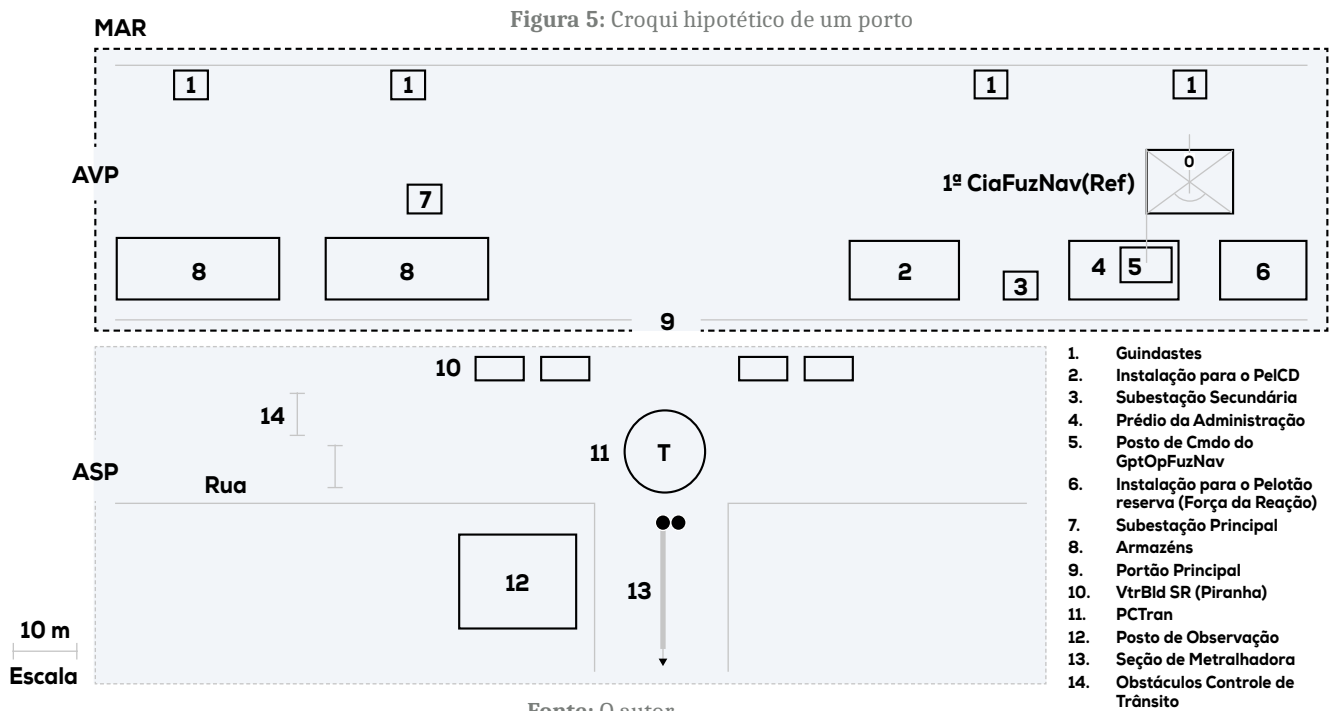 Figura 5: Croqui hipotético de um porto
MAR
1
1
1
1
AVP
0
1ª CiaFuzNav(Ref)
7
8
8
2
3
4
5
6
9
10
14
11
T
ASP
Rua
12
13
10 m
Escala
1. Guindastes
2. Instalação para o PelCD
3. Subestação Secundária
4. Prédio da Administração
5. Posto de Cmdo do
GptOpFuzNav
6. Instalação para o Pelotão
reserva (Força da Reação)
7. Subestação Principal
8. Armazéns
9. Portão Principal
10. VtrBld SR (Piranha)
11. PCTran
12. Posto de Observação
13. Seção de Metralhadora
14. Obstáculos Controle de
Trânsito
Fonte: O autor